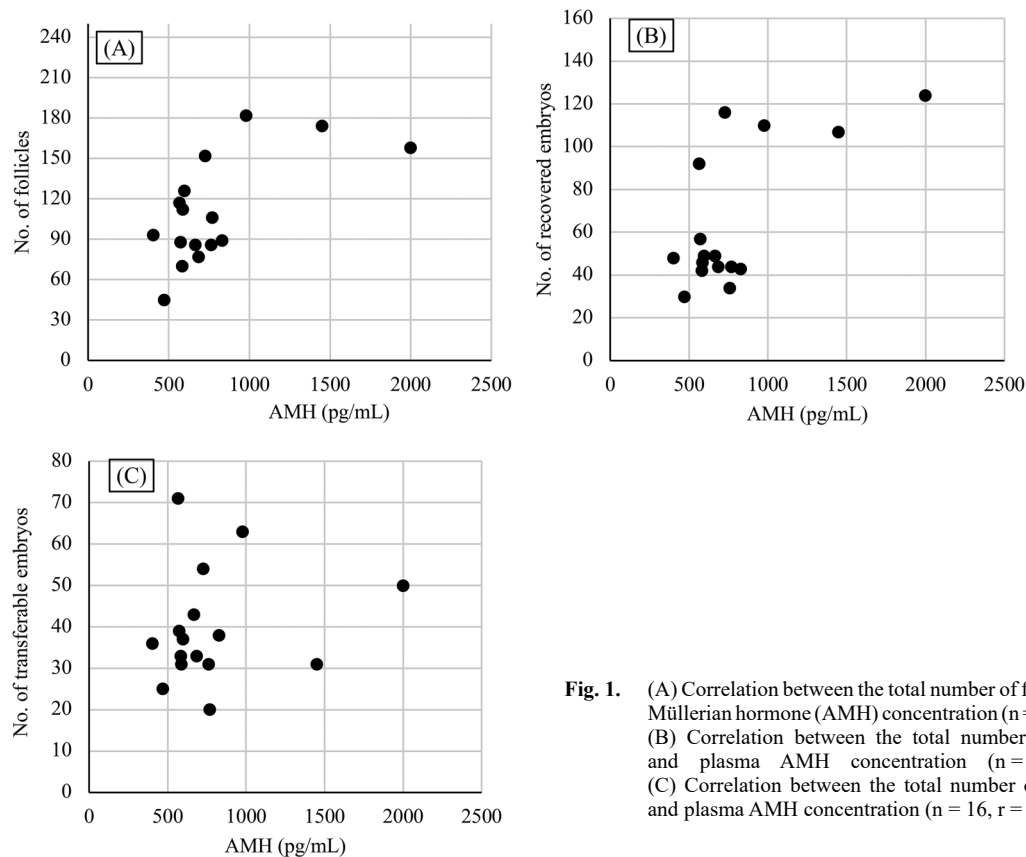 (A)
240
210
180
150
120
90
60
30
0
No. of follicles
0 500 1000 1500 2000 2500
AMH (pg/mL)
(B)
160
140
120
100
80
60
40
20
0
No. of recovered embryos
0 500 1000 1500 2000 2500
AMH (pg/mL)
(C)
80
70
60
50
40
30
20
10
0
No. of transferable embryos
0 500 1000 1500 2000 2500
AMH (pg/mL)
Fig. 1. (A) Correlation between the total number of
Müllerian hormone (AMH) concentration (n =
(B) Correlation between the total number
and plasma AMH concentration (n =
(C) Correlation between the total number
and plasma AMH concentration (n = 16, r =